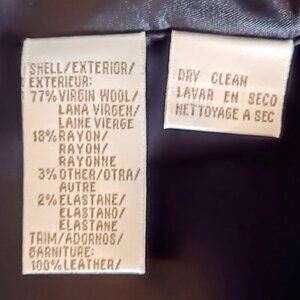 SHELL/EXTERIOR/
EXTERIEUR:
77% VIRGIN WOOL/
LANA VIRGEN/
LAINE VIERGE
18% RAYON/
RAYON/
RAYONNE
3% OTHER/OTRA/
AUTRE
2% ELASTANE/
ELASTANO/
ELASTANE
TRIM/ADORNOS/
GARNITURE:
100% LEATHER/
DRY CLEAN
LAVAR EN SECO
NETTOYAGE A SEC